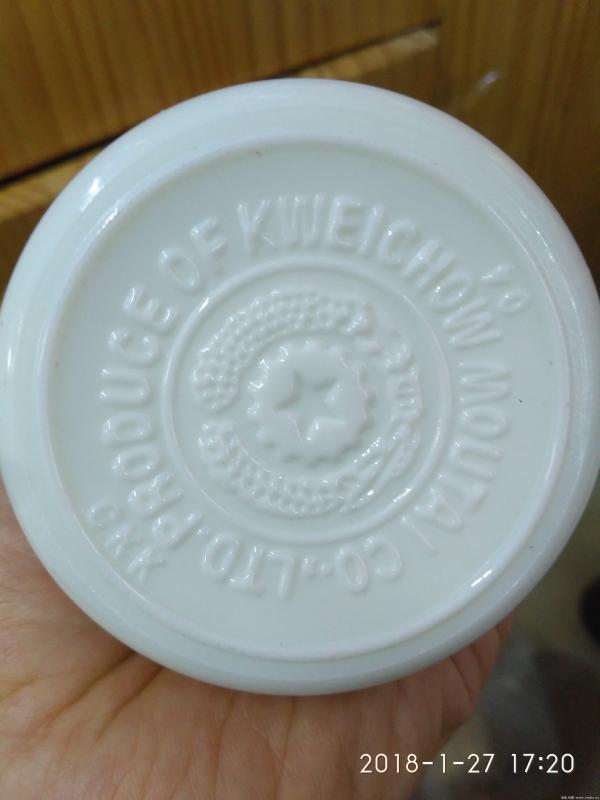 PRODUCE OF KWEICHOW MOUTAI CO.,LTD.
2018-1-27 17:20